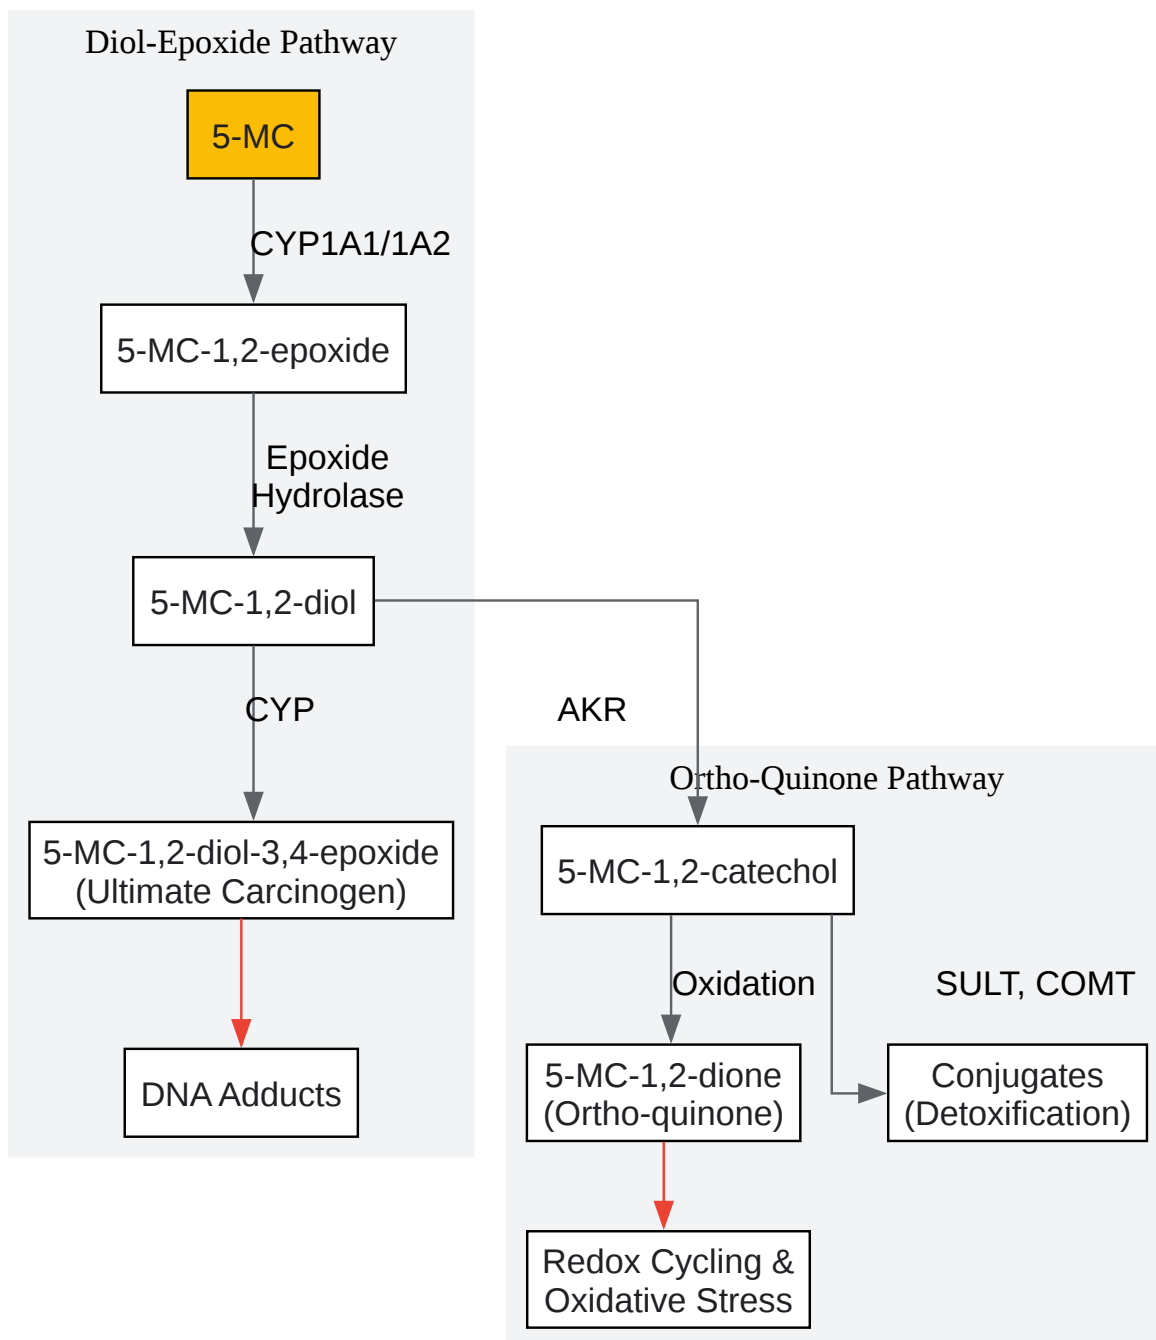 Diol-Epoxide Pathway
5-MC
CYP1A1/1A2
5-MC-1,2-epoxide
Epoxide
Hydrolase
5-MC-1,2-diol
CYP
AKR
Ortho-Quinone Pathway
5-MC-1,2-diol-3,4-epoxide
(Ultimate Carcinogen)
5-MC-1,2-catechol
Oxidation
SULT, COMT
DNA Adducts
5-MC-1,2-dione
(Ortho-quinone)
Conjugates
(Detoxification)
Redox Cycling &
Oxidative Stress